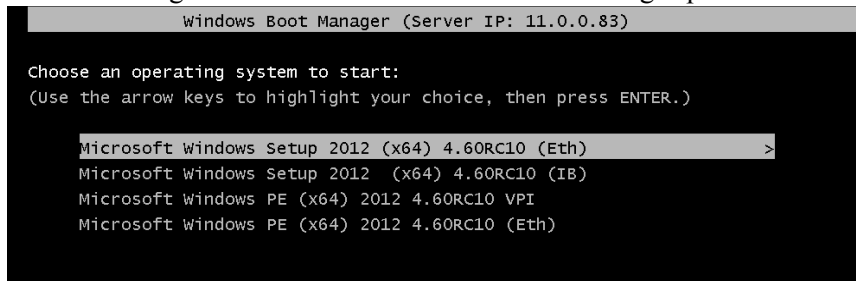 Windows Boot Manager (Server IP: 11.0.0.83)
Choose an operating system to start:
(Use the arrow keys to highlight your choice, then press ENTER.)
Microsoft Windows Setup 2012 (x64) 4.60RC10 (Eth) >
Microsoft Windows Setup 2012 (x64) 4.60RC10 (IB)
Microsoft Windows PE (x64) 2012 4.60RC10 VPI
Microsoft Windows PE (x64) 2012 4.60RC10 (Eth)